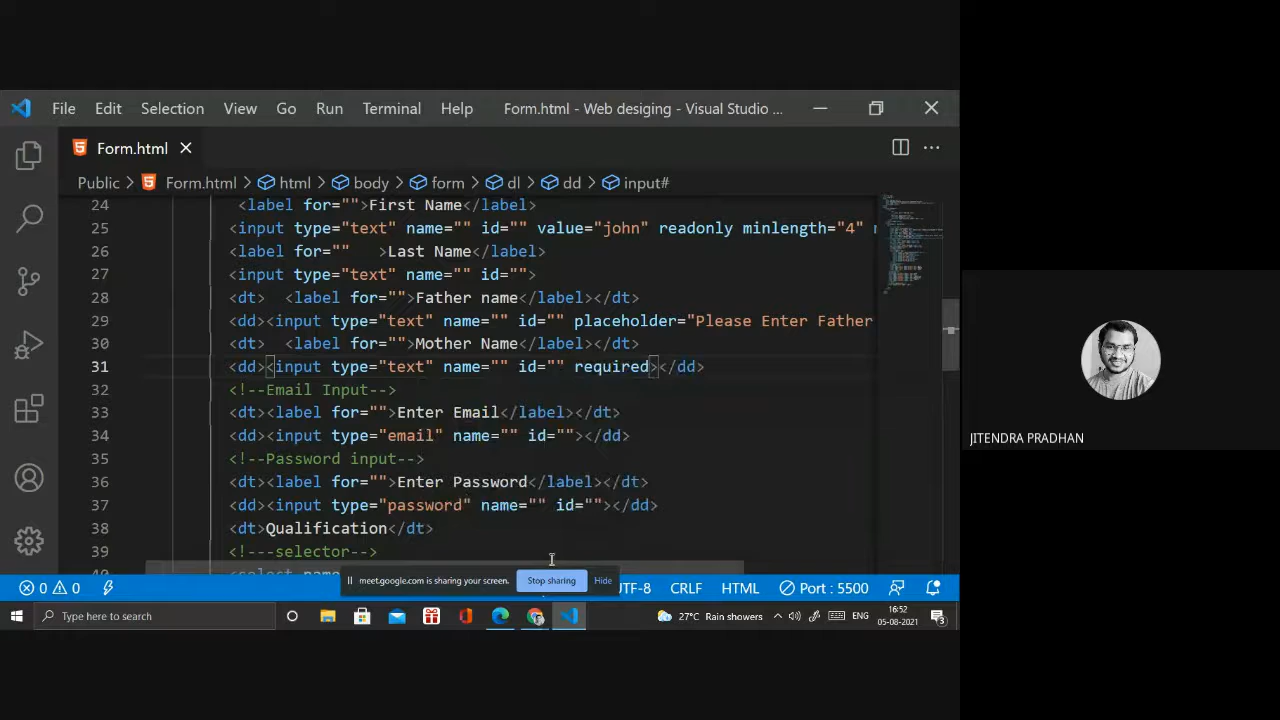 File Edit Selection View Go Run Terminal Help Form.html - Web desiging - Visual Studio ...
Form.html
Public > Form.html > html > body > form > dl > dd > input#
24 <label for="">First Name</label>
25 <input type="text" name="" id="" value="john" readonly minlength="4"
26 <label for="" >Last Name</label>
27 <input type="text" name="" id="">
28 <dt> <label for="">Father name</label></dt>
29 <dd><input type="text" name="" id="" placeholder="Please Enter Father
30 <dt> <label for="">Mother Name</label></dt>
31 <dd><input type="text" name="" id="" required></dd>
32 <!--Email Input-->
33 <dt><label for="">Enter Email</label></dt>
34 <dd><input type="email" name="" id=""></dd>
35 <!--Password input-->
36 <dt><label for="">Enter Password</label></dt>
37 <dd><input type="password" name="" id=""></dd>
38 <dt>Qualification</dt>
39 <!---selector-->
JITENDRA PRADHAN
meet.google.com is sharing your screen. Stop sharing Hide
0 0 UTF-8 CRLF HTML Port : 5500
Type here to search 27°C Rain showers ENG 16:52
05-08-2021 3